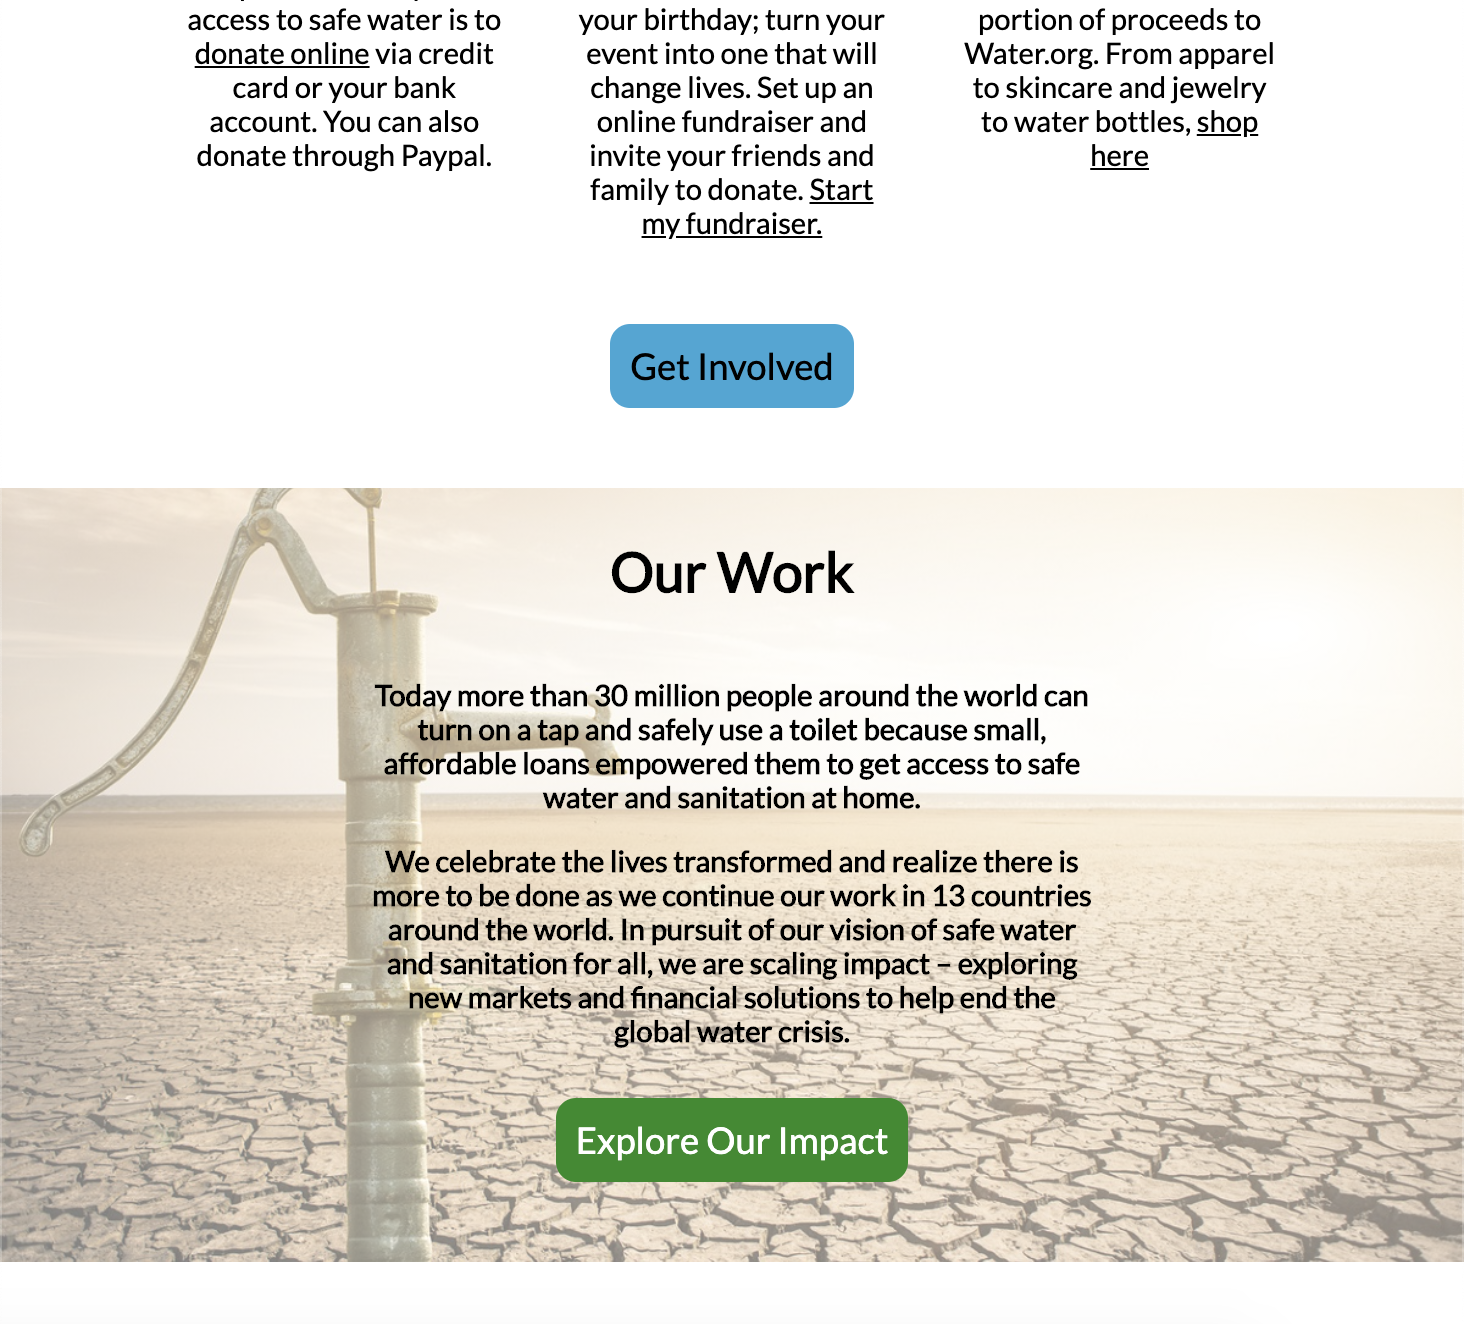 access to safe water is to
donate online via credit
card or your bank
account. You can also
donate through Paypal.
your birthday; turn your
event into one that will
change lives. Set up an
online fundraiser and
invite your friends and
family to donate. Start
my fundraiser.
portion of proceeds to
Water.org. From apparel
to skincare and jewelry
to water bottles, shop
here
Get Involved
Our Work
Today more than 30 million people around the world can
turn on a tap and safely use a toilet because small,
affordable loans empowered them to get access to safe
water and sanitation at home.
We celebrate the lives transformed and realize there is
more to be done as we continue our work in 13 countries
around the world. In pursuit of our vision of safe water
and sanitation for all, we are scaling impact – exploring
new markets and financial solutions to help end the
global water crisis.
Explore Our Impact